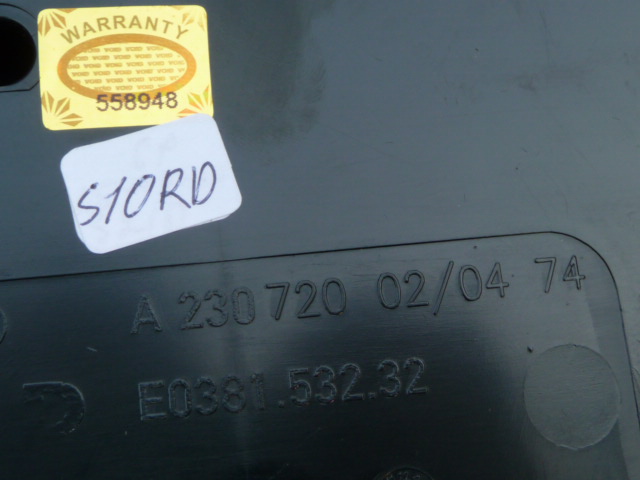 WARRANTY
558948
S10RD
A 230 720 02/04 74
E0381.532.32